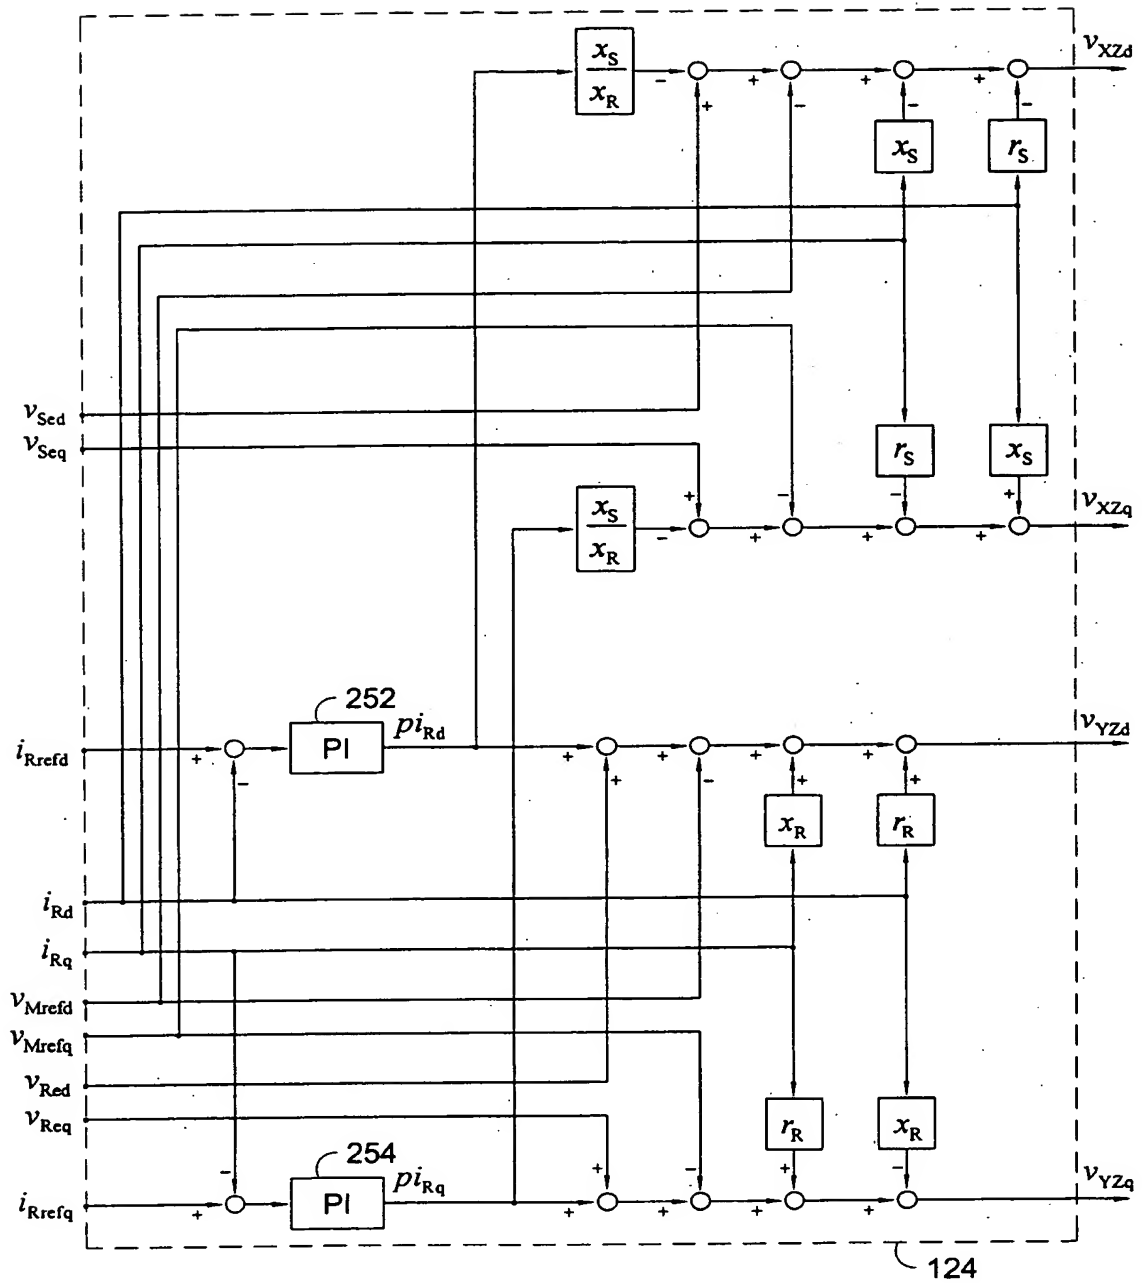 x_S / x_R
- + + + +
v_XZd
+ - - -
x_S r_S
v_Sed
v_Seq
r_S x_S
+ - - +
x_S / x_R
- + + +
v_XZq
252
i_Rrefd + - PI pi_Rd
+ + + +
v_YZd
+ - + +
x_R r_R
i_Rd
i_Rq
v_Mrefd
v_Mrefq
v_Red
v_Req
r_R x_R
254
- + - + -
i_Rrefq + PI pi_Rq
+ + + +
v_YZq
124